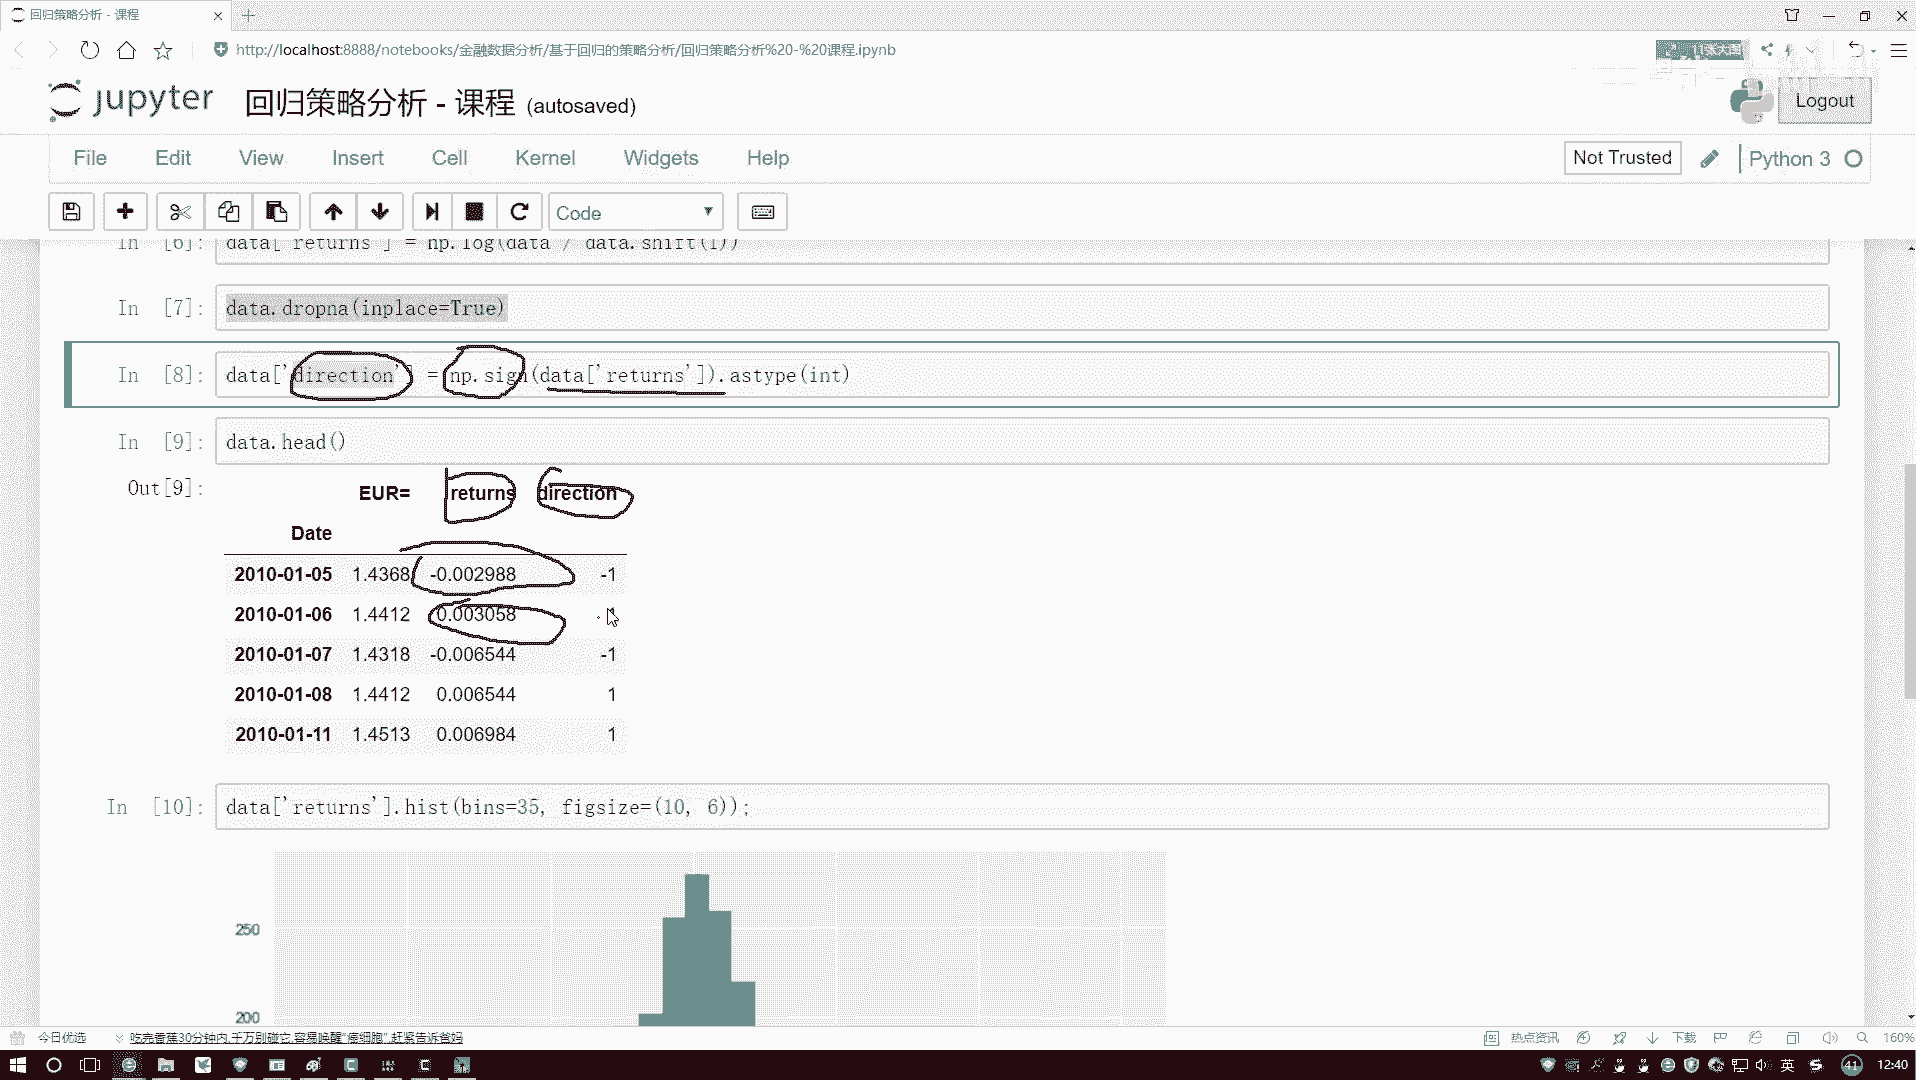 回归策略分析 - 课程
http://localhost:8888/notebooks/金融数据分析/基于回归的策略分析/回归策略分析%20-%20课程.ipynb
11张大图
jupyter 回归策略分析 - 课程 (autosaved)
Logout
File Edit View Insert Cell Kernel Widgets Help
Not Trusted
Python 3
Code
In [6]: data['returns'] = np.log(data / data.shift(1))
In [7]: data.dropna(inplace=True)
In [8]: data['direction'] = np.sign(data['returns']).astype(int)
In [9]: data.head()
Out[9]:
EUR= returns direction
Date
2010-01-05 1.4368 -0.002988 -1
2010-01-06 1.4412 0.003058 1
2010-01-07 1.4318 -0.006544 -1
2010-01-08 1.4412 0.006544 1
2010-01-11 1.4513 0.006984 1
In [10]: data['returns'].hist(bins=35, figsize=(10, 6));
250
200
今日优选
吃完香蕉30分钟内,千万别碰它,容易唤醒"癌细胞",赶紧告诉爸妈
热点资讯
下载
160%
英
41
12:40